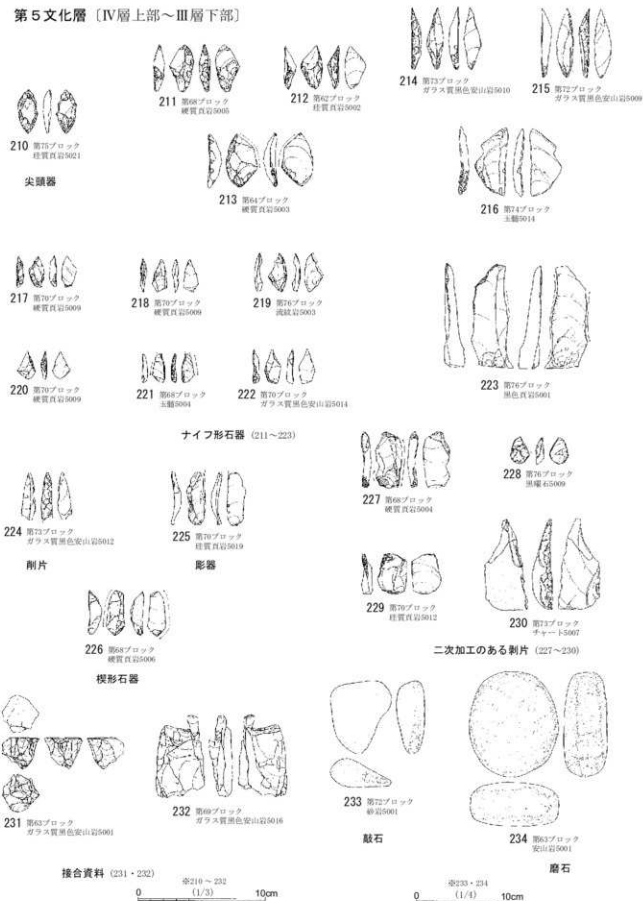 第5文化層〔Ⅳ層上部～Ⅲ層下部〕
210 第75ブロック
珪質頁岩5021
尖頭器
211 第68ブロック
硬質頁岩5005
212 第62ブロック
珪質頁岩5002
213 第64ブロック
硬質頁岩5003
214 第73ブロック
ガラス質黒色安山岩5010
215 第72ブロック
ガラス質黒色安山岩5009
216 第74ブロック
玉髄5014
217 第70ブロック
硬質頁岩5009
218 第70ブロック
硬質頁岩5009
219 第76ブロック
流紋岩5003
220 第70ブロック
硬質頁岩5009
221 第68ブロック
玉髄5004
222 第70ブロック
ガラス質黒色安山岩5014
223 第76ブロック
黒色頁岩5001
ナイフ形石器 (211～223)
224 第73ブロック
ガラス質黒色安山岩5012
削片
225 第70ブロック
珪質頁岩5019
彫器
226 第68ブロック
硬質頁岩5006
楔形石器
227 第68ブロック
硬質頁岩5004
228 第76ブロック
黒曜石5009
229 第70ブロック
珪質頁岩5012
230 第73ブロック
チャート5007
二次加工のある剥片 (227～230)
231 第63ブロック
ガラス質黒色安山岩5001
232 第69ブロック
ガラス質黒色安山岩5016
接合資料 (231・232)
233 第72ブロック
砂岩5001
敲石
234 第63ブロック
安山岩5001
磨石
※210～232
0 (1/3) 10cm
※233・234
0 (1/4) 10cm